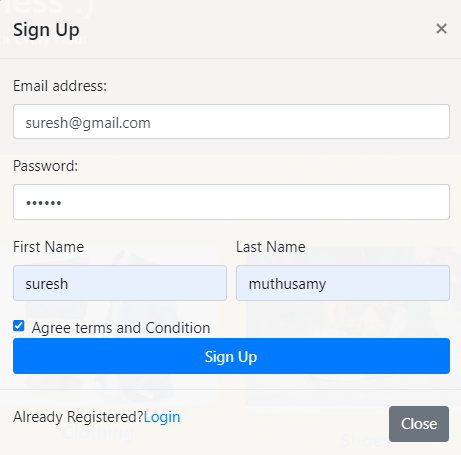 Sign Up ×
Email address:
suresh@gmail.com
Password:
••••••
First Name Last Name
suresh muthusamy
Agree terms and Condition
Sign Up
Already Registered?Login
Close